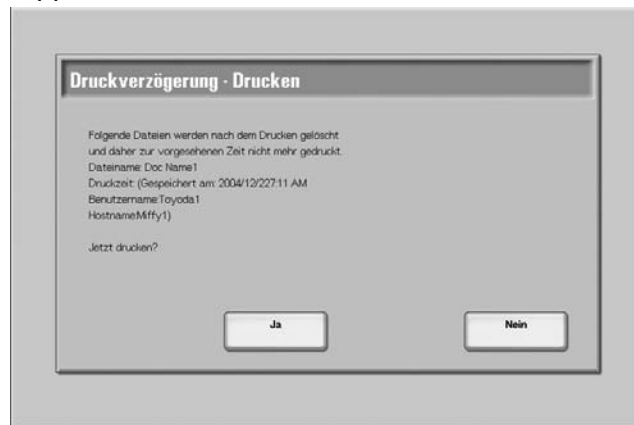 Druckverzögerung - Drucken
Folgende Dateien werden nach dem Drucken gelöscht
und daher zur vorgesehenen Zeit nicht mehr gedruckt.
Dateiname: Doc Name1
Druckzeit: (Gespeichert am: 2004/12/227:11 AM
Benutzername:Toyoda1
Hostname:Miffy1)
Jetzt drucken?
Ja
Nein